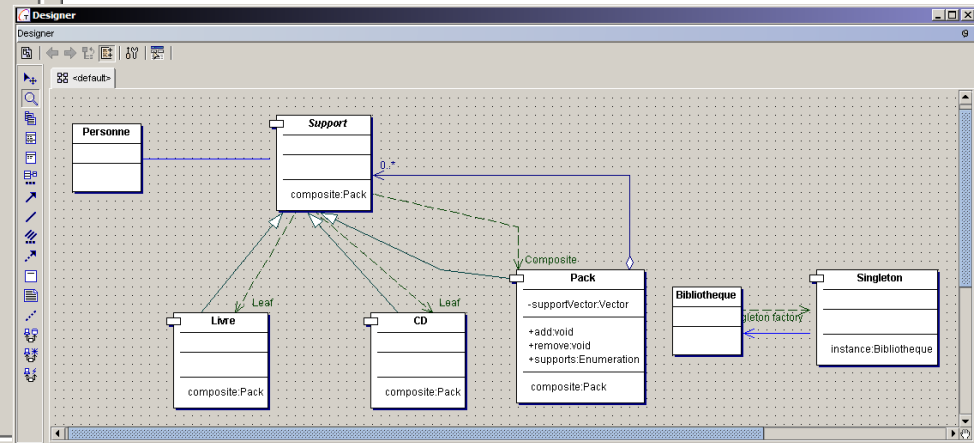 Designer
Designer
<default>
Personne
Support
composite:Pack
0..*
Composite
Leaf
Leaf
Livre
composite:Pack
CD
composite:Pack
Pack
-supportVector:Vector
+add:void
+remove:void
+supports:Enumeration
composite:Pack
Bibliotheque
gleton factory
Singleton
instance:Bibliotheque